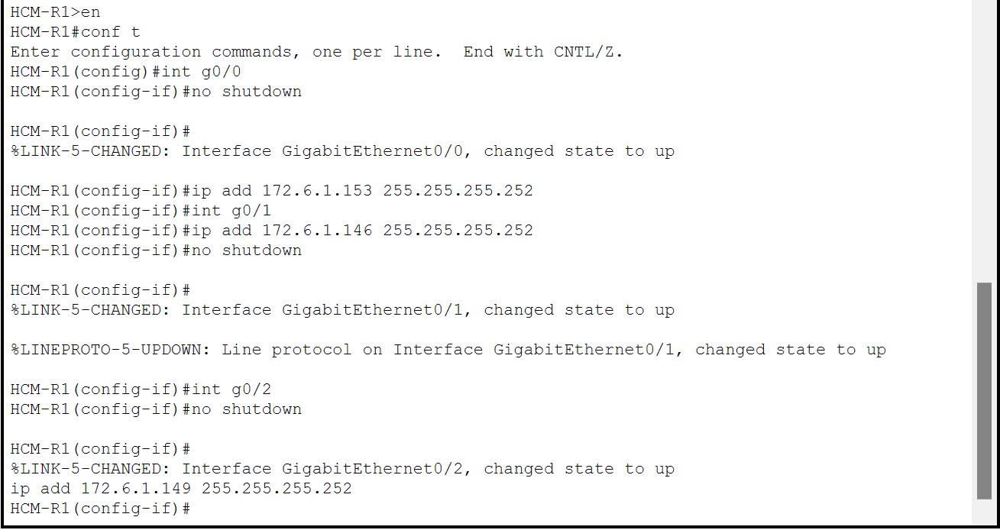 HCM-R1>en
HCM-R1#conf t
Enter configuration commands, one per line.  End with CNTL/Z.
HCM-R1(config)#int g0/0
HCM-R1(config-if)#no shutdown
HCM-R1(config-if)#
%LINK-5-CHANGED: Interface GigabitEthernet0/0, changed state to up
HCM-R1(config-if)#ip add 172.6.1.153 255.255.255.252
HCM-R1(config-if)#int g0/1
HCM-R1(config-if)#ip add 172.6.1.146 255.255.255.252
HCM-R1(config-if)#no shutdown
HCM-R1(config-if)#
%LINK-5-CHANGED: Interface GigabitEthernet0/1, changed state to up
%LINEPROTO-5-UPDOWN: Line protocol on Interface GigabitEthernet0/1, changed state to up
HCM-R1(config-if)#int g0/2
HCM-R1(config-if)#no shutdown
HCM-R1(config-if)#
%LINK-5-CHANGED: Interface GigabitEthernet0/2, changed state to up
ip add 172.6.1.149 255.255.255.252
HCM-R1(config-if)#